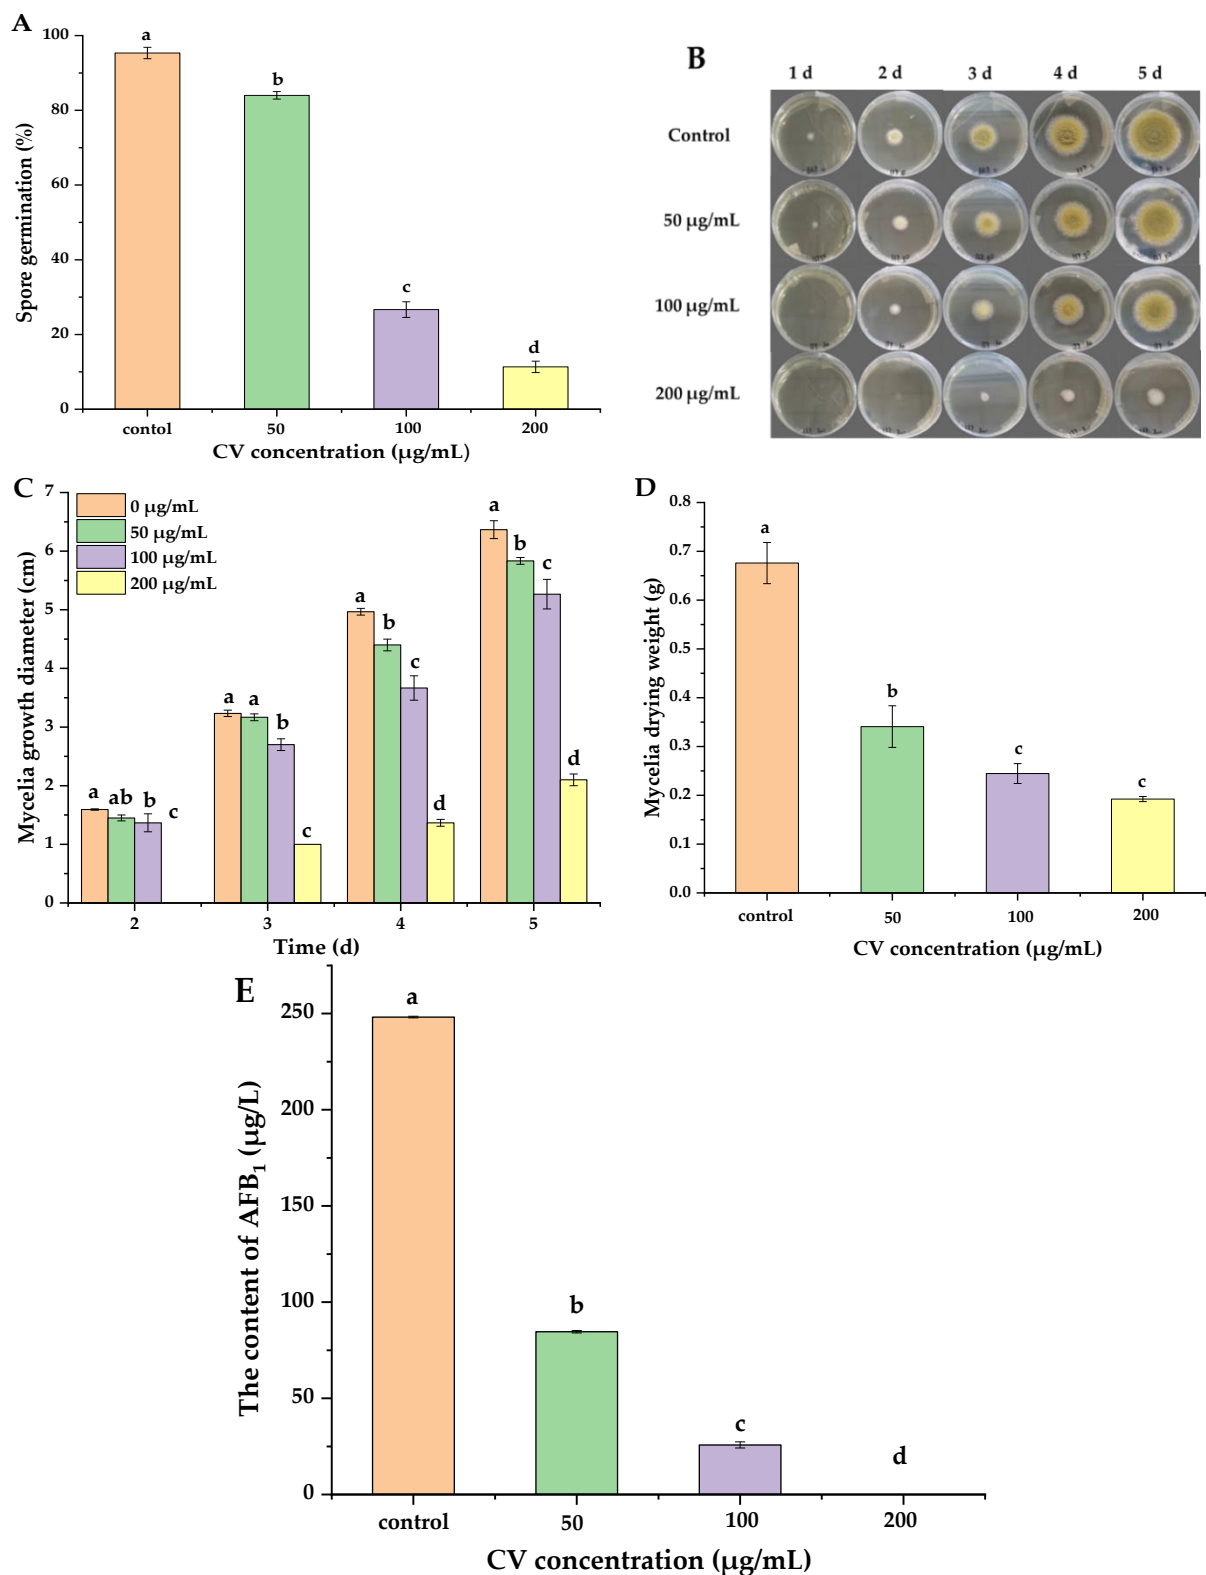 A
100
80
60
40
20
0
Spore germination (%)
a
b
c
d
contol 50 100 200
CV concentration (μg/mL)
B
1 d 2 d 3 d 4 d 5 d
Control
50 μg/mL
100 μg/mL
200 μg/mL
C
7
6
5
4
3
2
1
0
Mycelia growth diameter (cm)
0 μg/mL
50 μg/mL
100 μg/mL
200 μg/mL
a ab b c
a a b c
a b c d
a b c d
2 3 4 5
Time (d)
D
0.8
0.7
0.6
0.5
0.4
0.3
0.2
0.1
0.0
Mycelia drying weight (g)
a
b
c
c
control 50 100 200
CV concentration (μg/mL)
E
250
200
150
100
50
0
The content of AFB₁ (μg/L)
a
b
c
d
control 50 100 200
CV concentration (μg/mL)